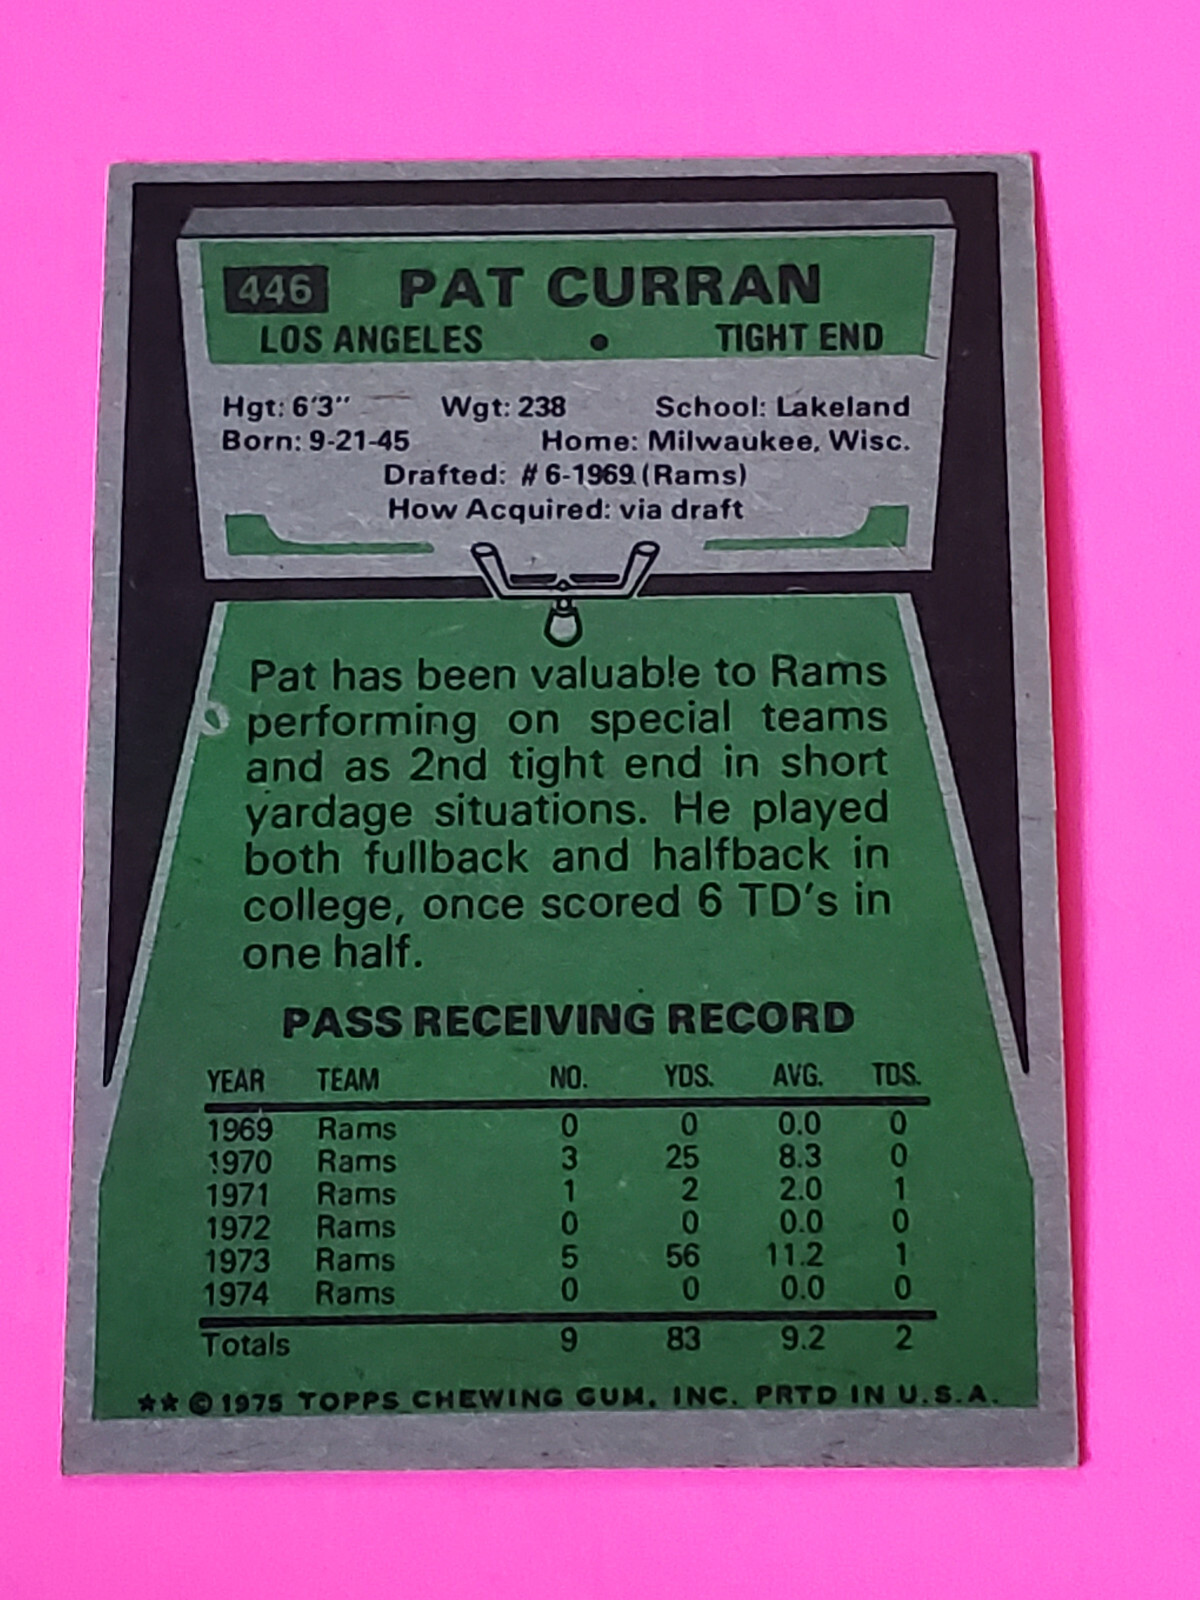 446 PAT CURRAN
LOS ANGELES • TIGHT END
Hgt: 6'3" Wgt: 238 School: Lakeland
Born: 9-21-45 Home: Milwaukee, Wisc.
Drafted: #6-1969 (Rams)
How Acquired: via draft
Pat has been valuable to Rams
performing on special teams
and as 2nd tight end in short
yardage situations. He played
both fullback and halfback in
college, once scored 6 TD's in
one half.
PASS RECEIVING RECORD
YEAR TEAM NO. YDS. AVG. TDS.
1969 Rams 0 0 0.0 0
1970 Rams 3 25 8.3 0
1971 Rams 1 2 2.0 1
1972 Rams 0 0 0.0 0
1973 Rams 5 56 11.2 1
1974 Rams 0 0 0.0 0
Totals 9 83 9.2 2
★★ © 1975 TOPPS CHEWING GUM, INC. PRTD IN U.S.A.